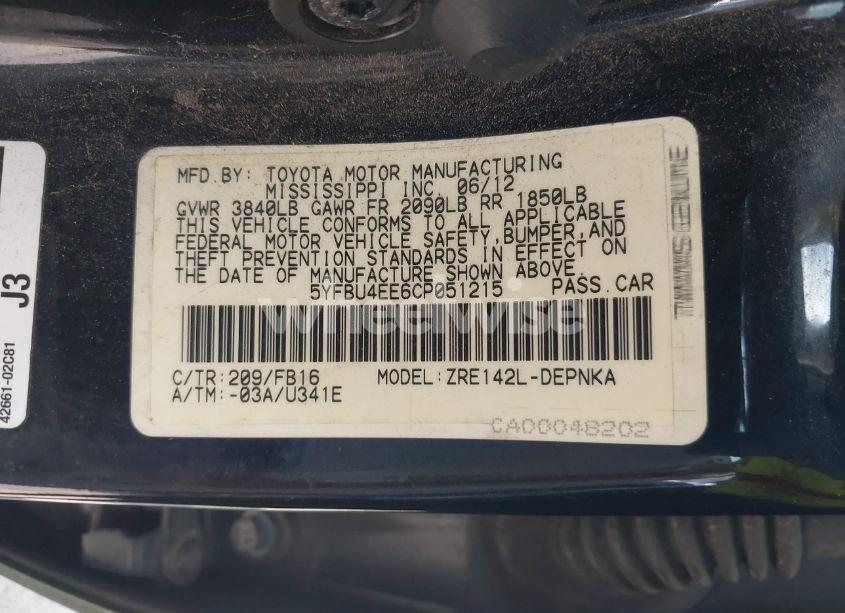 MFD.BY: TOYOTA MOTOR MANUFACTURING
MISSISSIPPI INC. 06/12
GVWR 3840LB GAWR FR 2090LB RR 1850LB
THIS VEHICLE CONFORMS TO ALL APPLICABLE
FEDERAL MOTOR VEHICLE SAFETY,BUMPER,AND
THEFT PREVENTION STANDARDS IN EFFECT ON
THE DATE OF MANUFACTURE SHOWN ABOVE.
5YFBU4EE6CP051215 PASS.CAR
wheelwise
C/TR:209/FB16 MODEL:ZRE142L-DEPNKA
A/TM:-03A/U341E
CA00048202
J3
42661-02C81